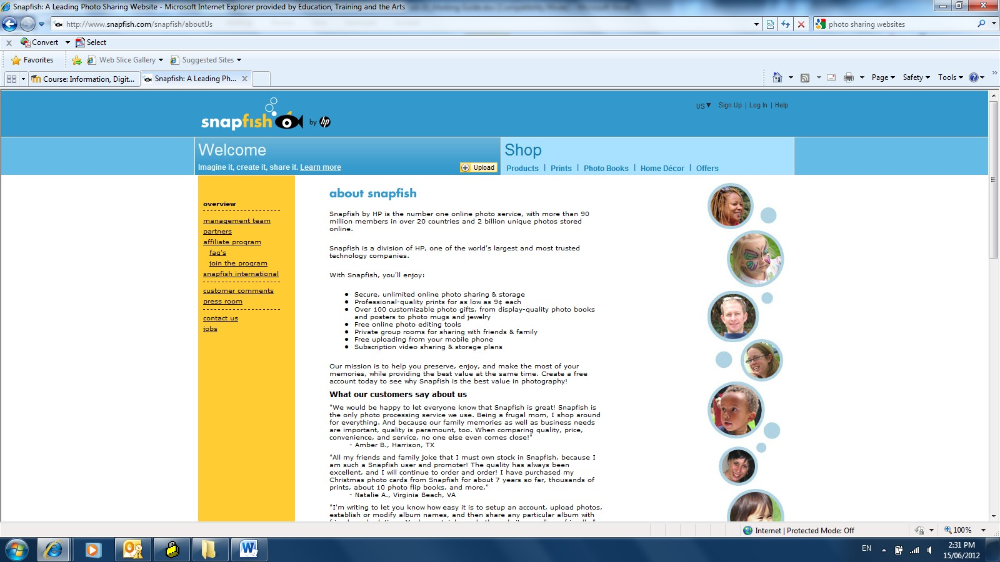 Snapfish: A Leading Photo Sharing Website - Microsoft Internet Explorer provided by Education, Training and the Arts
http://www.snapfish.com/snapfish/aboutUs
photo sharing websites
x Convert Select
Favorites Web Slice Gallery Suggested Sites
Course: Information, Digit... Snapfish: A Leading Ph... X
Page Safety Tools
snapfish by hp
US▼ Sign Up | Log In | Help
Welcome
Imagine it, create it, share it. Learn more
Upload
Shop
Products | Prints | Photo Books | Home Décor | Offers
overview
management team
partners
affiliate program
faq's
join the program
snapfish international
customer comments
press room
contact us
jobs
about snapfish
Snapfish by HP is the number one online photo service, with more than 90
million members in over 20 countries and 2 billion unique photos stored
online.
Snapfish is a division of HP, one of the world's largest and most trusted
technology companies.
With Snapfish, you'll enjoy:
• Secure, unlimited online photo sharing & storage
• Professional-quality prints for as low as 9¢ each
• Over 100 customizable photo gifts, from display-quality photo books
and posters to photo mugs and jewelry
• Free online photo editing tools
• Private group rooms for sharing with friends & family
• Free uploading from your mobile phone
• Subscription video sharing & storage plans
Our mission is to help you preserve, enjoy, and make the most of your
memories, while providing the best value at the same time. Create a free
account today to see why Snapfish is the best value in photography!
What our customers say about us
"We would be happy to let everyone know that Snapfish is great! Snapfish is
the only photo processing service we use. Being a frugal mom, I shop around
for everything. And because our family memories as well as business needs
are important, quality is paramount, too. When comparing quality, price,
convenience, and service, no one else even comes close!"
- Amber B., Harrison, TX
"All my friends and family joke that I must own stock in Snapfish, because I
am such a Snapfish user and promoter! The quality has always been
excellent, and I will continue to order and order! I have purchased my
Christmas photo cards from Snapfish for about 7 years so far, thousands of
prints, about 10 photo flip books, and more."
- Natalie A., Virginia Beach, VA
"I'm writing to let you know how easy it is to setup an account, upload photos,
establish or modify album names, and then share any particular album with
Internet | Protected Mode: Off
100%
EN
2:31 PM
15/06/2012